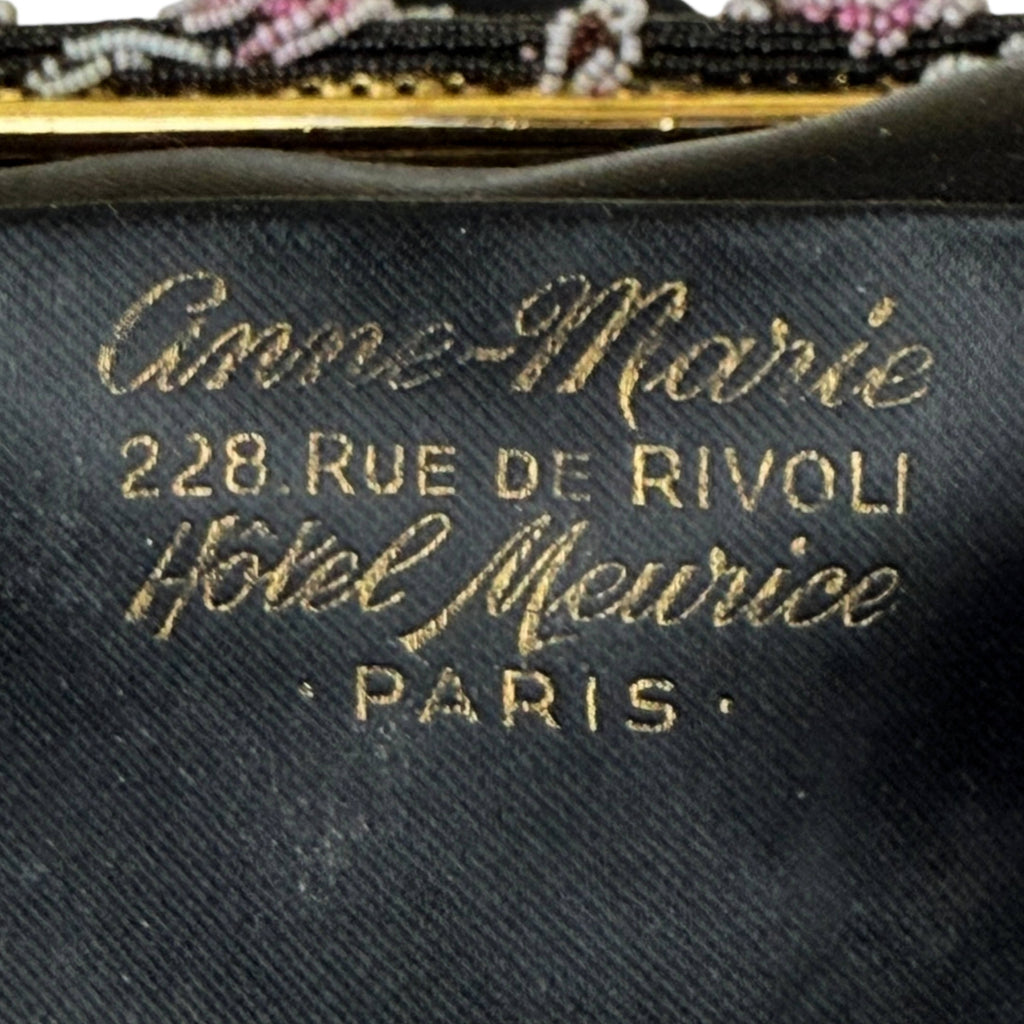 Anne-Marie
228. RUE DE RIVOLI
Hôtel Meurice
· PARIS ·